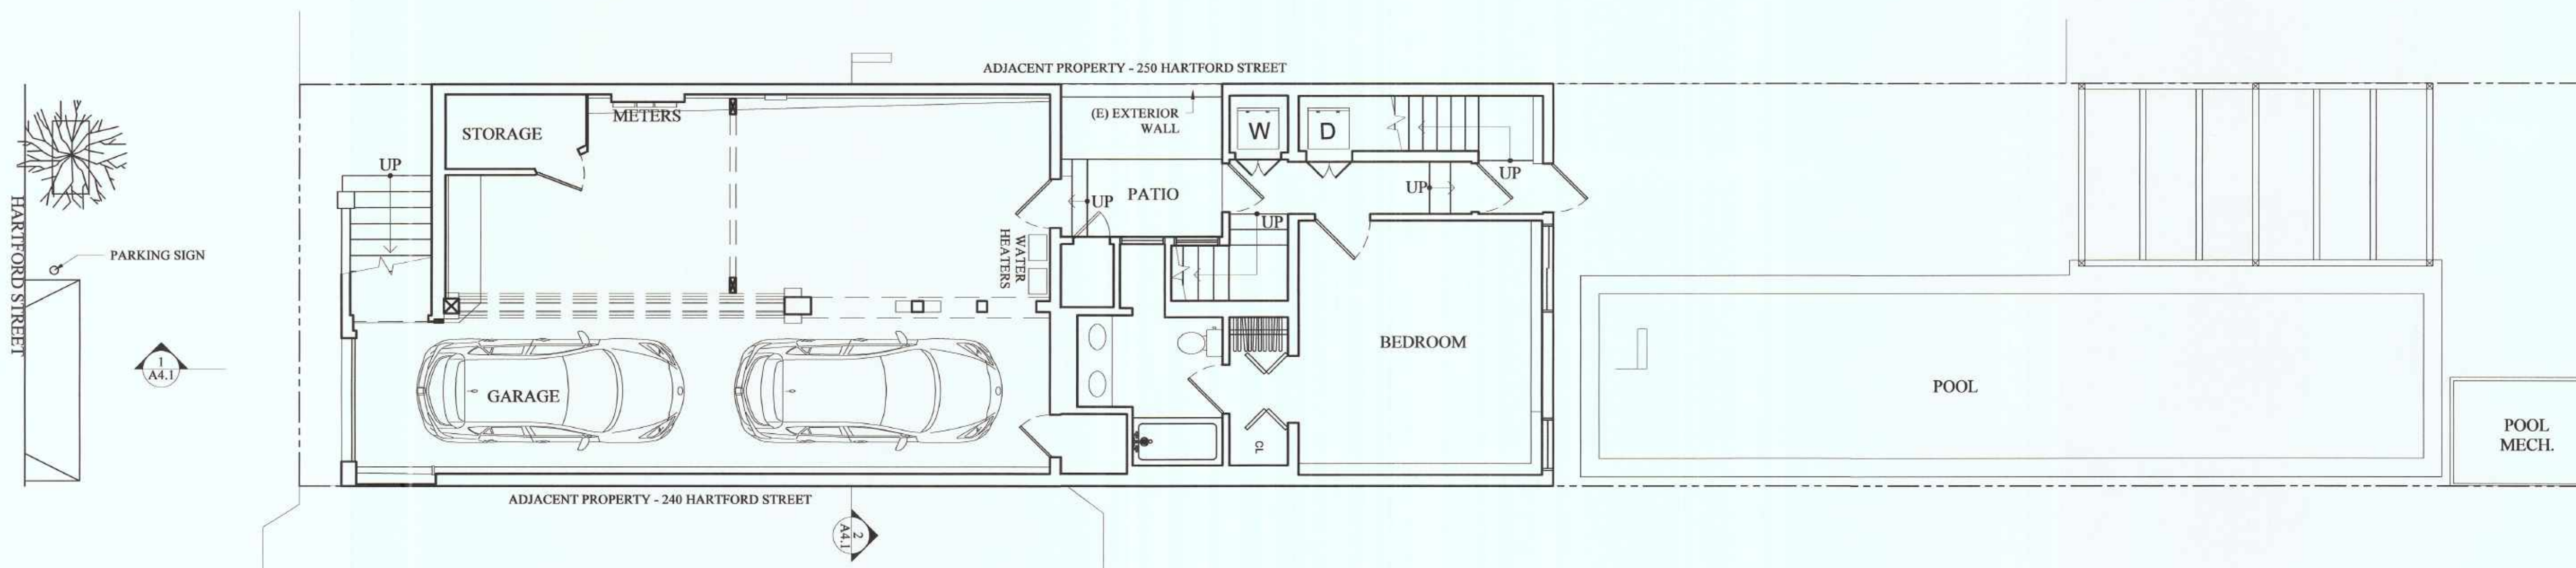 ADJACENT PROPERTY - 250 HARTFORD STREET
STORAGE
METERS
(E) EXTERIOR
WALL
W
D
UP
UP
UP
UP
PATIO
UP
UP
HARTFORD STREET
PARKING SIGN
WATER
HEATERS
1
A4.1
GARAGE
BEDROOM
CL
POOL
POOL
MECH.
ADJACENT PROPERTY - 240 HARTFORD STREET
2
A4.1